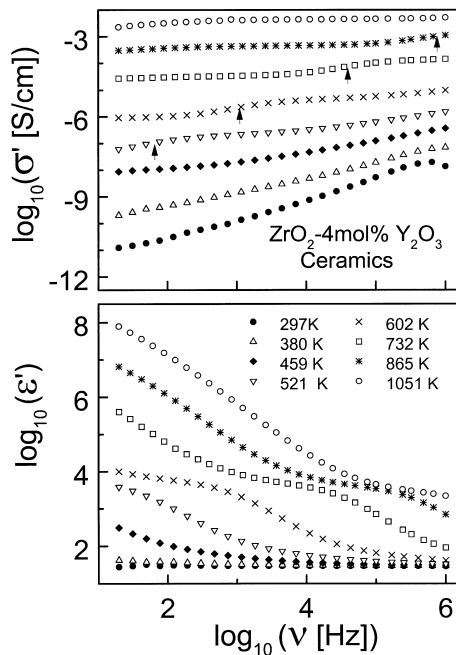 -3
-6
-9
-12
log₁₀(σ' [S/cm])
ZrO₂-4mol% Y₂O₃
Ceramics
8
6
4
2
log₁₀(ε')
297K
380 K
459 K
521 K
602 K
732 K
865 K
1051 K
2
4
6
log₁₀(ν [Hz])